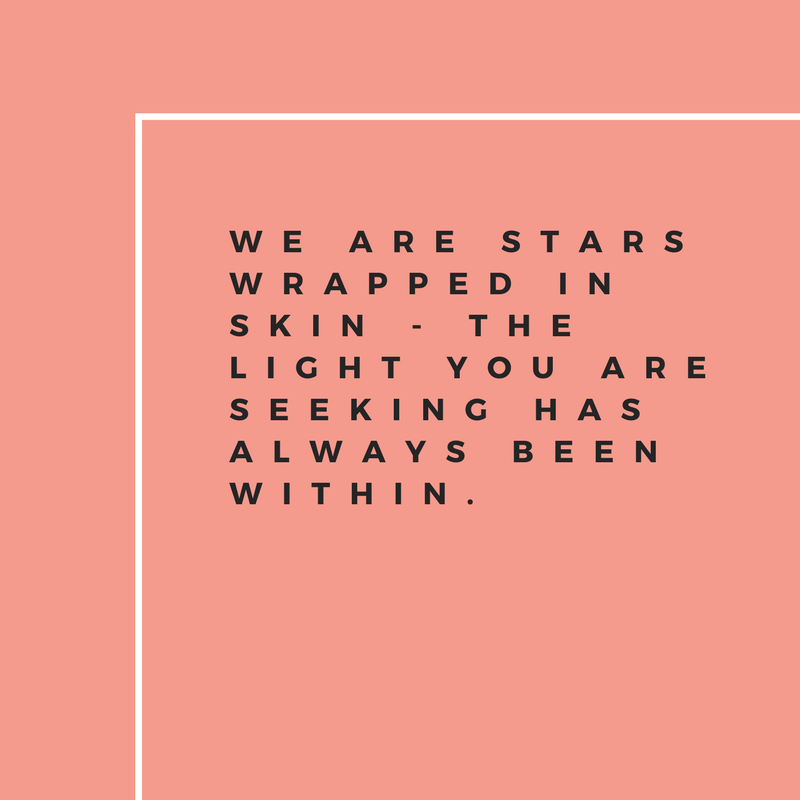 WE ARE STARS
WRAPPED IN
SKIN - THE
LIGHT YOU ARE
SEEKING HAS
ALWAYS BEEN
WITHIN.